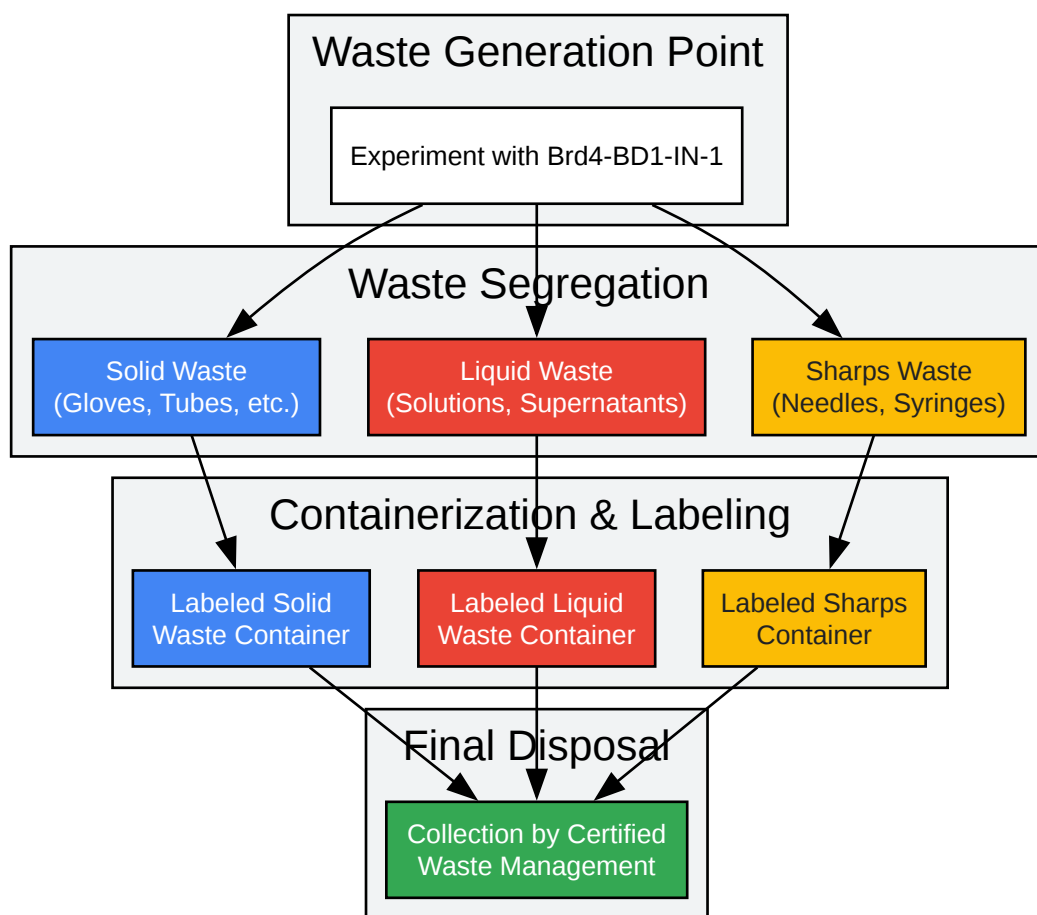 Waste Generation Point
Experiment with Brd4-BD1-IN-1
Waste Segregation
Solid Waste
(Gloves, Tubes, etc.)
Liquid Waste
(Solutions, Supernatants)
Sharps Waste
(Needles, Syringes)
Containerization & Labeling
Labeled Solid
Waste Container
Labeled Liquid
Waste Container
Labeled Sharps
Container
Final Disposal
Collection by Certified
Waste Management